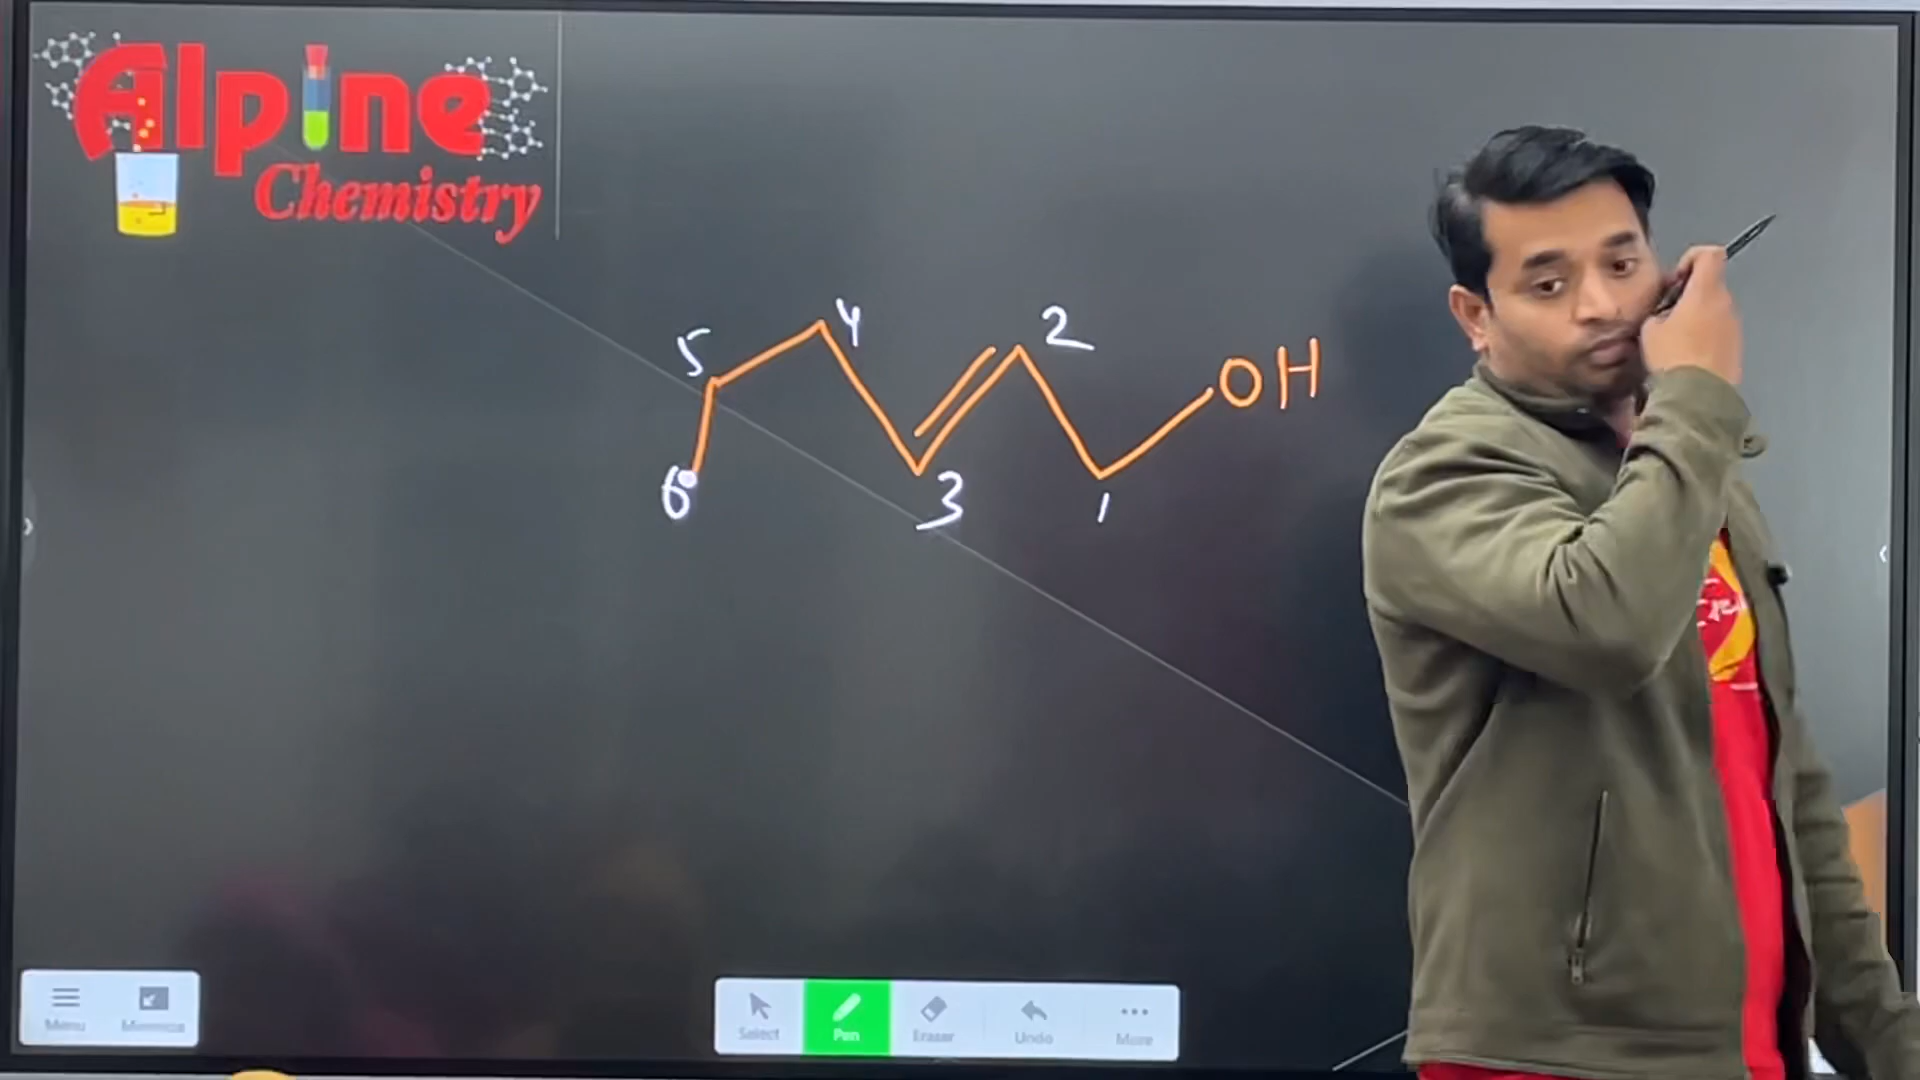 Alpine
Chemistry
5 4 2 OH
6 3 1
Menu
Select Pen Eraser Undo More